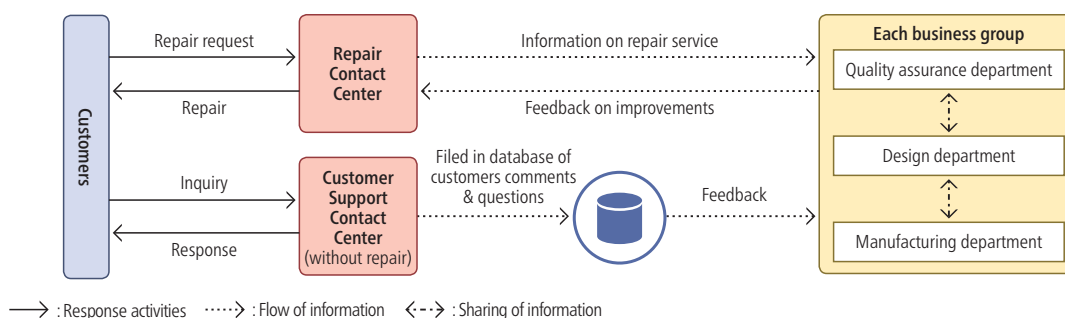 Customers
Repair request
Repair
Repair
Contact
Center
Information on repair service
Feedback on improvements
Inquiry
Response
Customer
Support
Contact
Center
(without repair)
Filed in database of
customers comments
& questions
Feedback
Each business group
Quality assurance department
Design department
Manufacturing department
: Response activities
: Flow of information
: Sharing of information